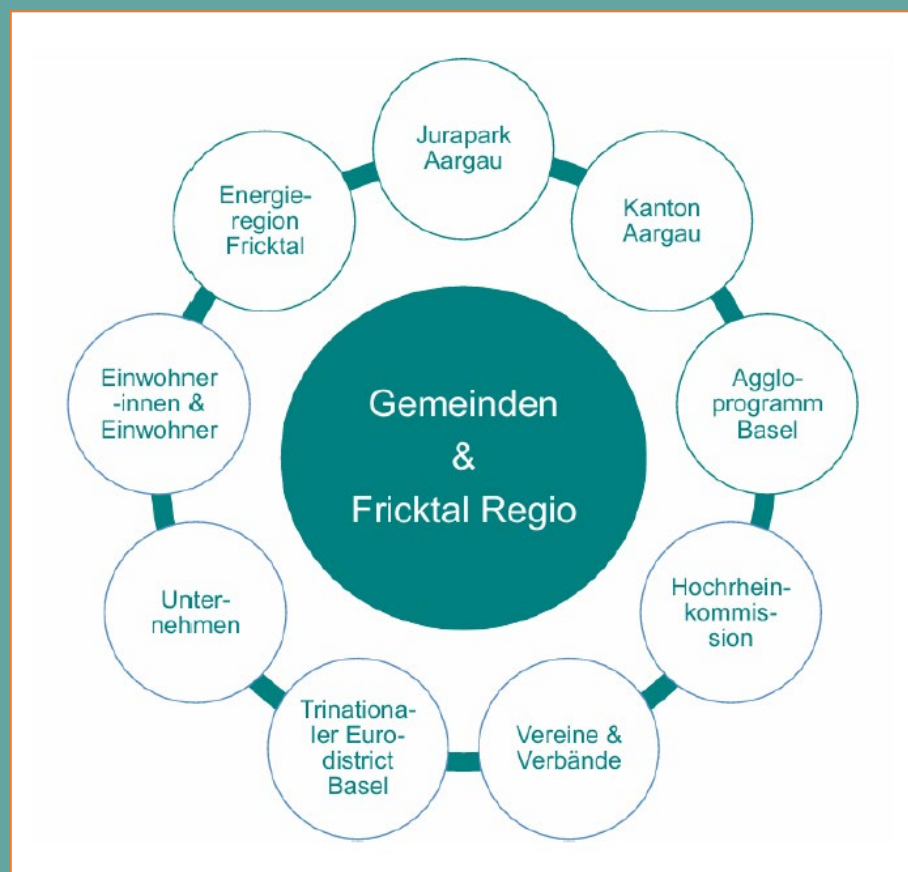 Jurapark
Aargau
Kanton
Aargau
Agglo-
programm
Basel
Hochrhein-
kommis-
sion
Vereine &
Verbände
Trinationa-
ler Euro-
district
Basel
Unter-
nehmen
Einwohner
-innen &
Einwohner
Energie-
region
Fricktal
Gemeinden
&
Fricktal Regio